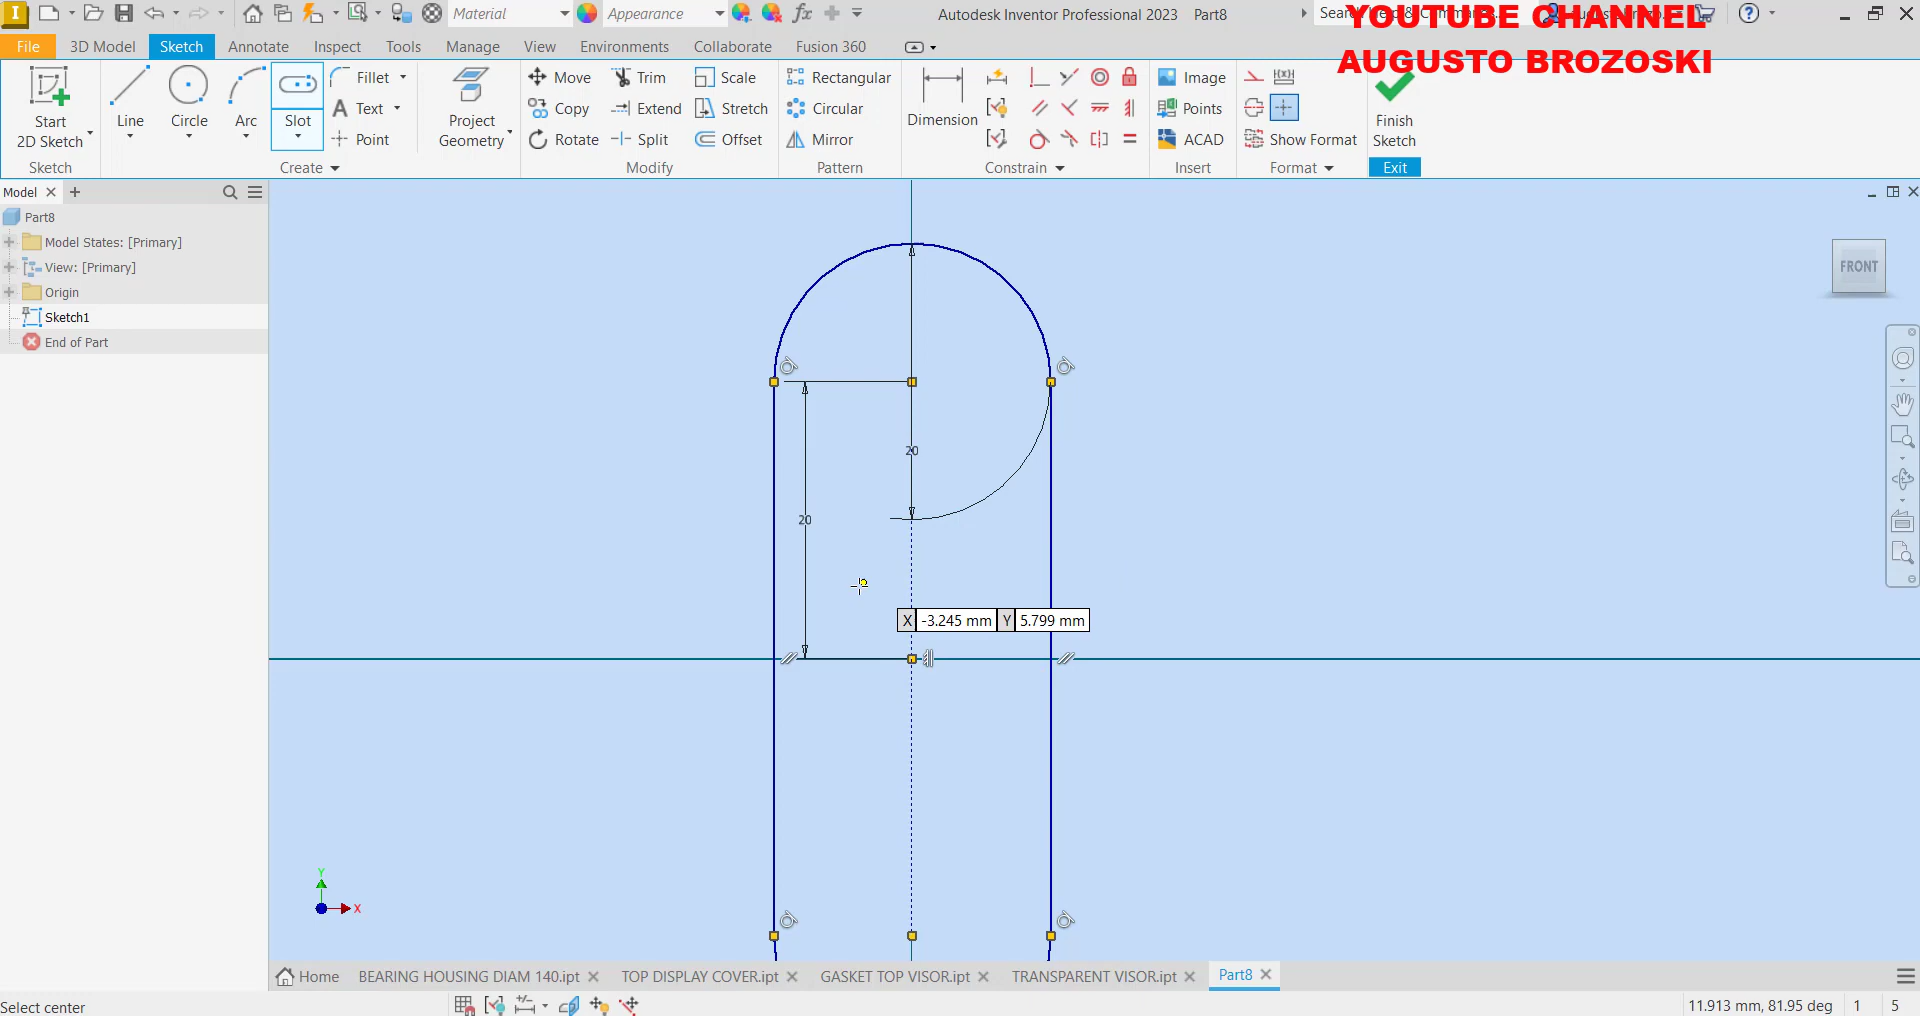 I Material Appearance Autodesk Inventor Professional 2023 Part8
YOUTUBE CHANNEL
AUGUSTO BROZOSKI
File 3D Model Sketch Annotate Inspect Tools Manage View Environments Collaborate Fusion 360
Start
2D Sketch
Line
Circle
Arc
Slot
Fillet
Text
Point
Project
Geometry
Move
Copy
Rotate
Trim
Extend
Split
Scale
Stretch
Offset
Rectangular
Circular
Mirror
Dimension
Image
Points
ACAD
Show Format
Finish
Sketch
Sketch Create Modify Pattern Constrain Insert Format Exit
Model
Part8
Model States: [Primary]
View: [Primary]
Origin
Sketch1
End of Part
FRONT
20
20
X -3.245 mm Y 5.799 mm
Y
X
Home BEARING HOUSING DIAM 140.ipt TOP DISPLAY COVER.ipt GASKET TOP VISOR.ipt TRANSPARENT VISOR.ipt Part8
Select center 11.913 mm, 81.95 deg 1 5